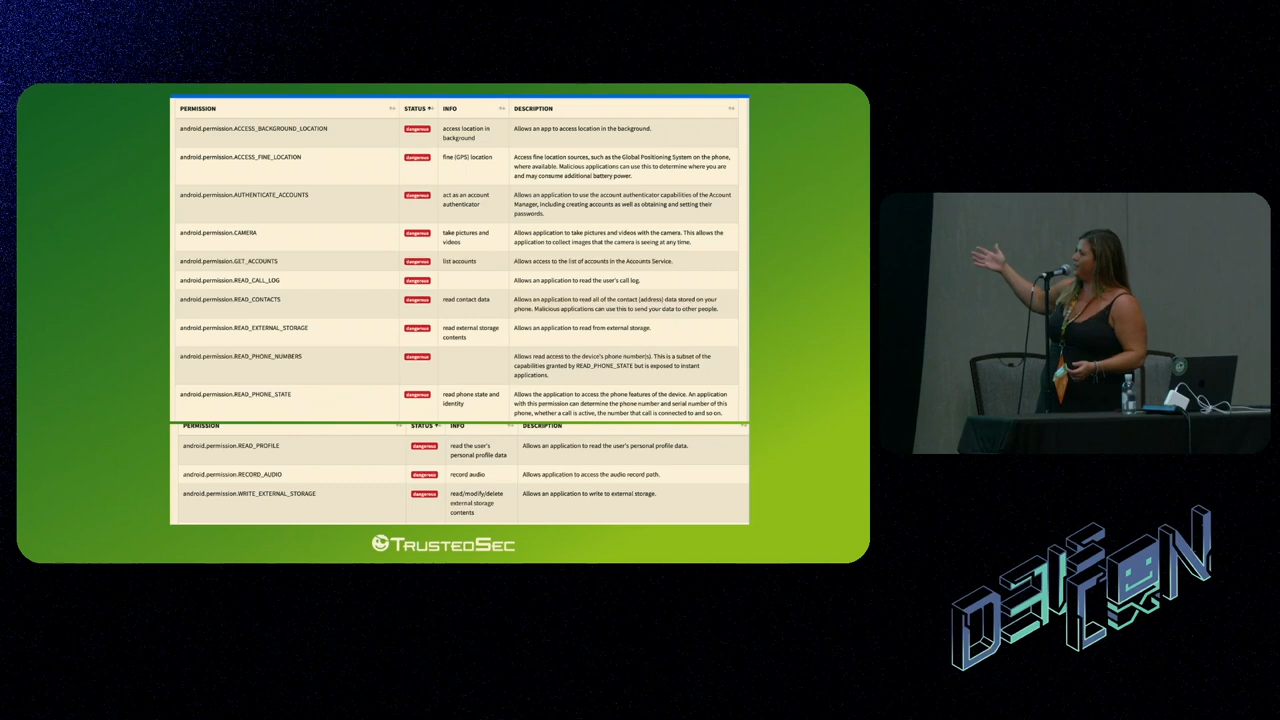 PERMISSION STATUS INFO DESCRIPTION
android.permission.ACCESS_BACKGROUND_LOCATION dangerous access location in Allows an app to access location in the background.
background
android.permission.ACCESS_FINE_LOCATION dangerous fine (GPS) location Access fine location sources, such as the Global Positioning System on the phone,
where available. Malicious applications can use this to determine where you are
and may consume additional battery power.
android.permission.AUTHENTICATE_ACCOUNTS dangerous act as an account Allows an application to use the account authenticator capabilities of the Account
authenticator Manager, including creating accounts as well as obtaining and setting their
passwords.
android.permission.CAMERA dangerous take pictures and Allows application to take pictures and videos with the camera. This allows the
videos application to collect images that the camera is seeing at any time.
android.permission.GET_ACCOUNTS dangerous list accounts Allows access to the list of accounts in the Accounts Service.
android.permission.READ_CALL_LOG dangerous Allows an application to read the user's call log.
android.permission.READ_CONTACTS dangerous read contact data Allows an application to read all of the contact (address) data stored on your
phone. Malicious applications can use this to send your data to other people.
android.permission.READ_EXTERNAL_STORAGE dangerous read external storage Allows an application to read from external storage.
contents
android.permission.READ_PHONE_NUMBERS dangerous Allows read access to the device's phone number(s). This is a subset of the
capabilities granted by READ_PHONE_STATE but is exposed to instant
applications.
android.permission.READ_PHONE_STATE dangerous read phone state and Allows the application to access the phone features of the device. An application
identity with this permission can determine the phone number and serial number of this
phone, whether a call is active, the number that call is connected to and so on.
PERMISSION STATUS INFO DESCRIPTION
android.permission.READ_PROFILE dangerous read the user's Allows an application to read the user's personal profile data.
personal profile data
android.permission.RECORD_AUDIO dangerous record audio Allows application to access the audio record path.
android.permission.WRITE_EXTERNAL_STORAGE dangerous read/modify/delete Allows an application to write to external storage.
external storage
contents
TRUSTEDSEC
DEF CON